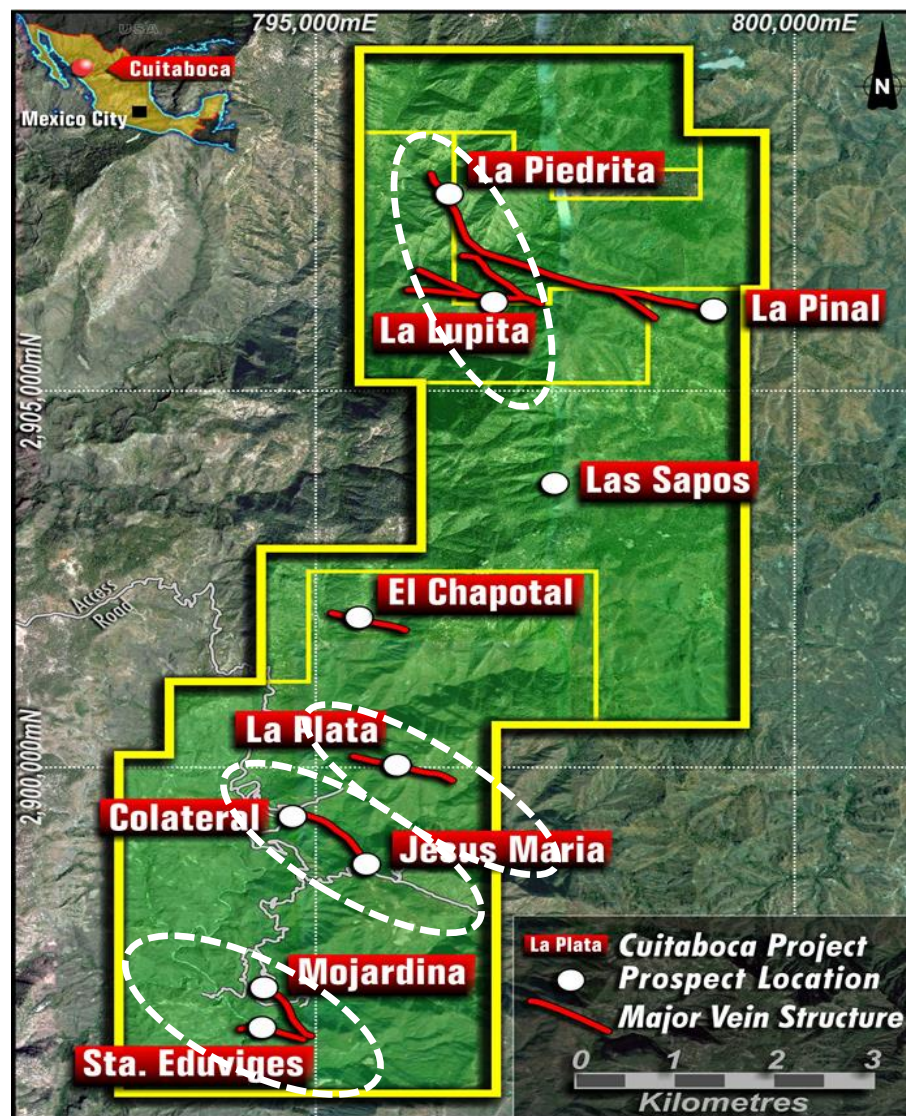 795,000mE
800,000mE
USA
Cuitaboca
Mexico City
N
La Piedrita
La Pinal
La Lupita
2,905,000mN
Las Sapos
Access
Road
El Chapotal
La Plata
2,900,000mN
Colateral
Jesus Maria
Mojardina
Sta. Eduviges
La Plata Cuitaboca Project
Prospect Location
Major Vein Structure
0 1 2 3
Kilometres